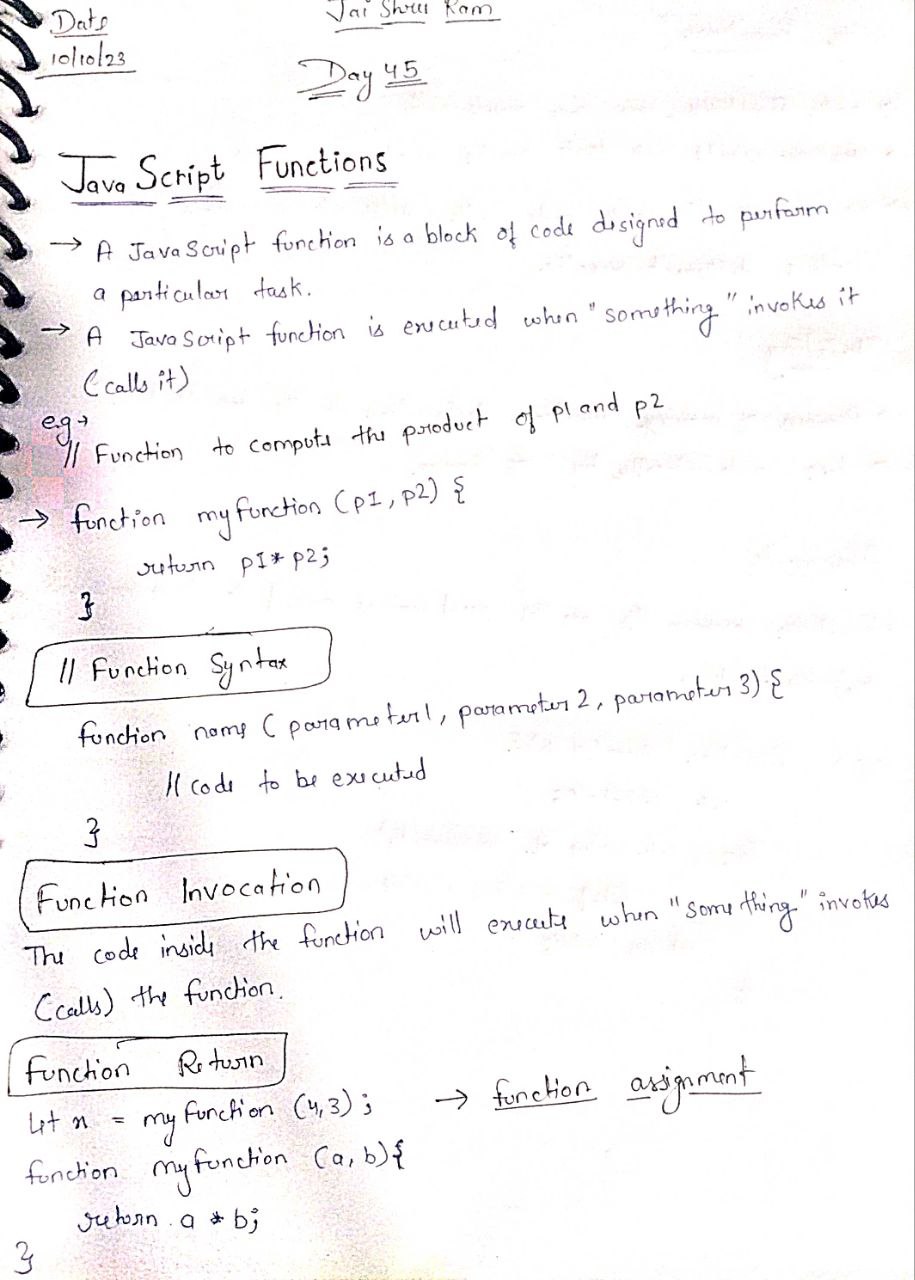 Date
Jai Shree Ram
10/10/23
Day 45
JavaScript Functions
→ A JavaScript function is a block of code designed to perform
a particular task.
→ A JavaScript function is executed when "something" invokes it
(calls it)
e.g →
// Function to compute the product of p1 and p2
→ function myfunction (p1, p2) {
return p1* p2;
}
// Function Syntax
function name ( parameter1, parameter 2, parameter 3) {
// code to be executed
}
Function Invocation
The code inside the function will execute when "something" invokes
(calls) the function.
Function Return
let x = myfunction (4,3) ; → function assignment
function myfunction (a, b) {
return a * b;
}